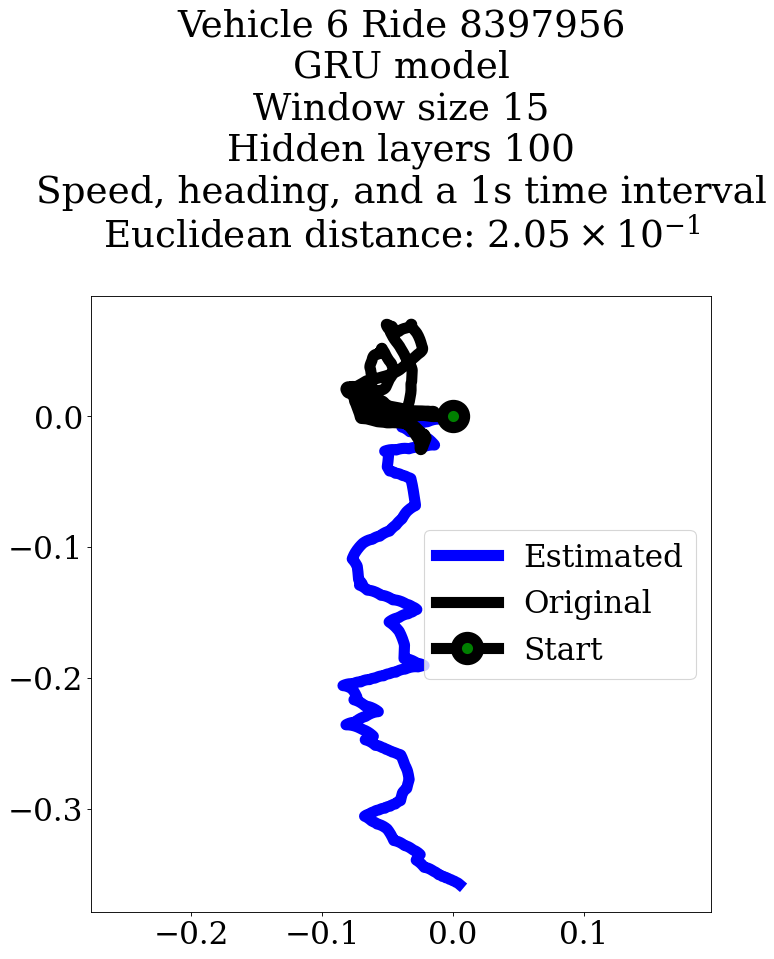 Vehicle 6 Ride 8397956
GRU model
Window size 15
Hidden layers 100
Speed, heading, and a 1s time interval
Euclidean distance: 2.05 × 10⁻¹
0.0
−0.1
−0.2
−0.3
Estimated
Original
Start
−0.2 −0.1 0.0 0.1